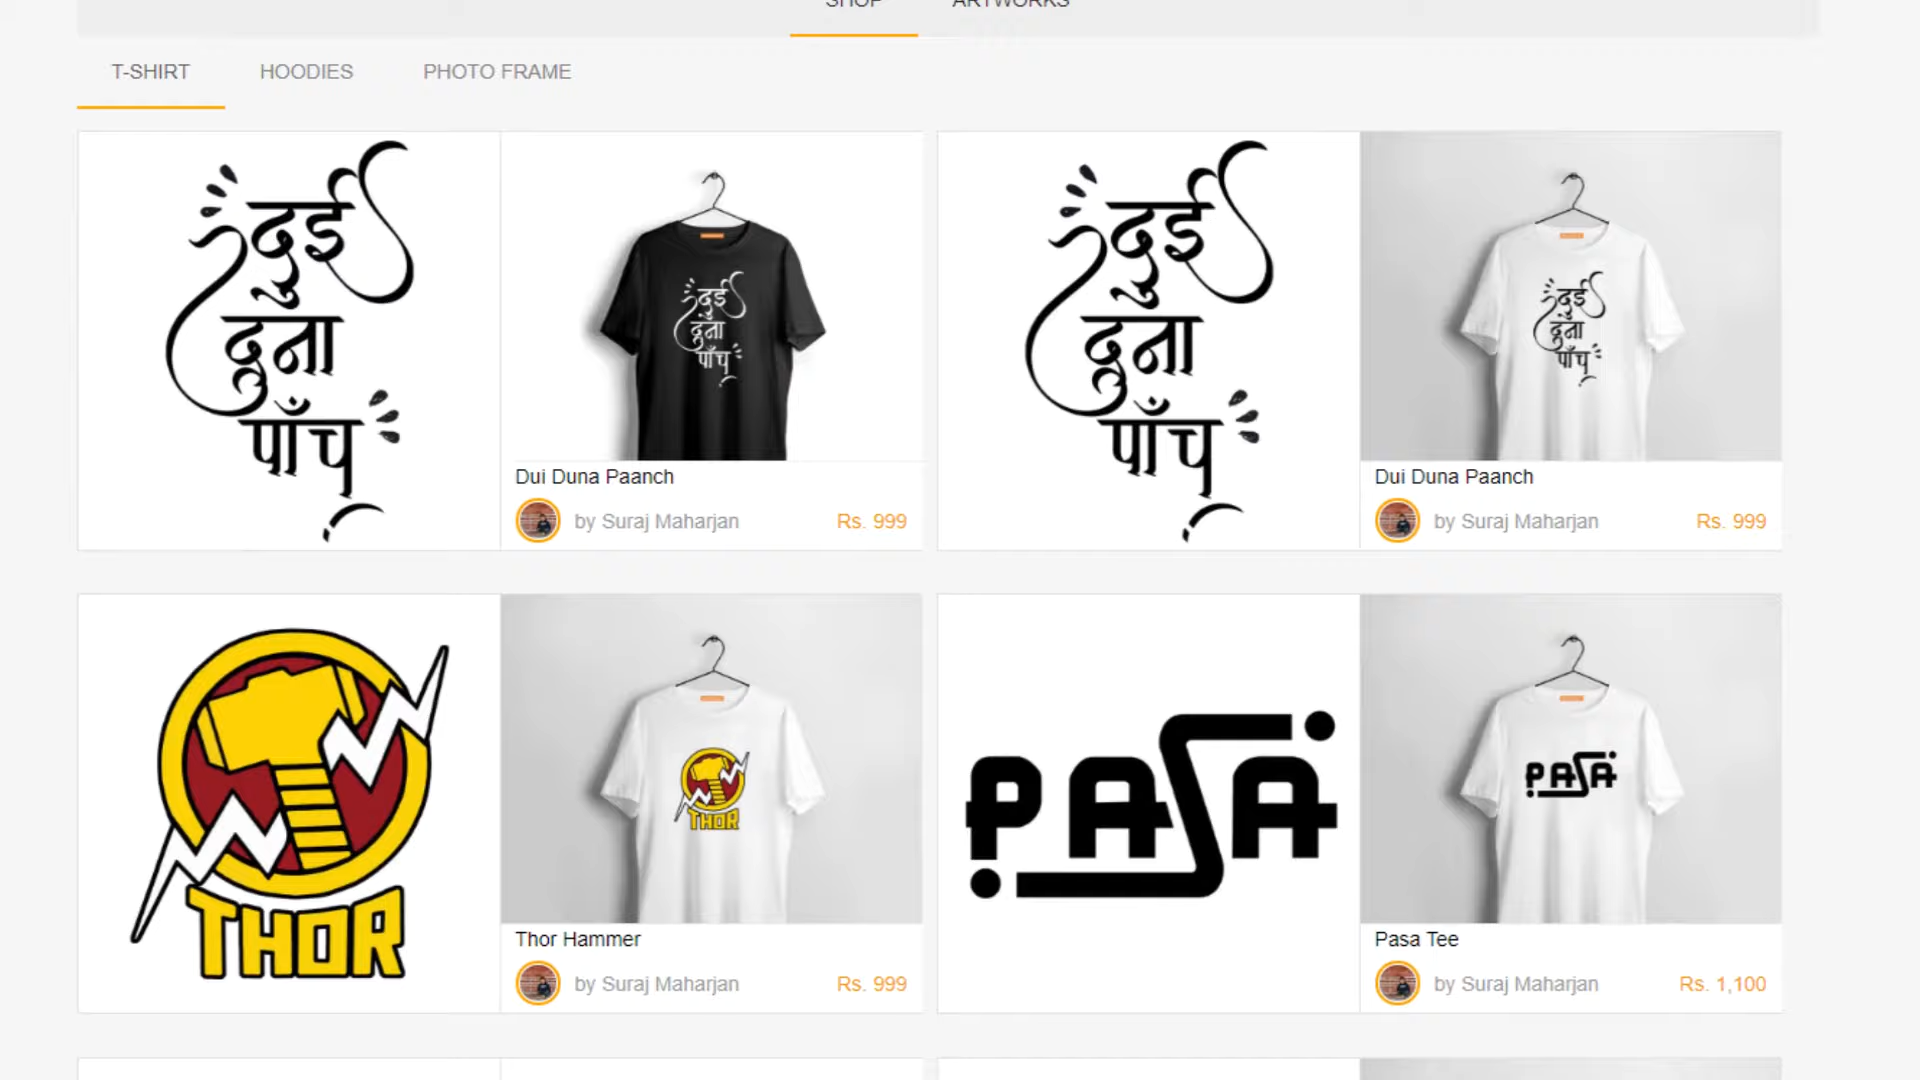 SHOP ARTWORKS
T-SHIRT HOODIES PHOTO FRAME
दुई
दुना
पाँच
दुई
दुना
पाँच
Dui Duna Paanch
by Suraj Maharjan Rs. 999
दुई
दुना
पाँच
दुई
दुना
पाँच
Dui Duna Paanch
by Suraj Maharjan Rs. 999
THOR
THOR
Thor Hammer
by Suraj Maharjan Rs. 999
PASA
PASA
Pasa Tee
by Suraj Maharjan Rs. 1,100